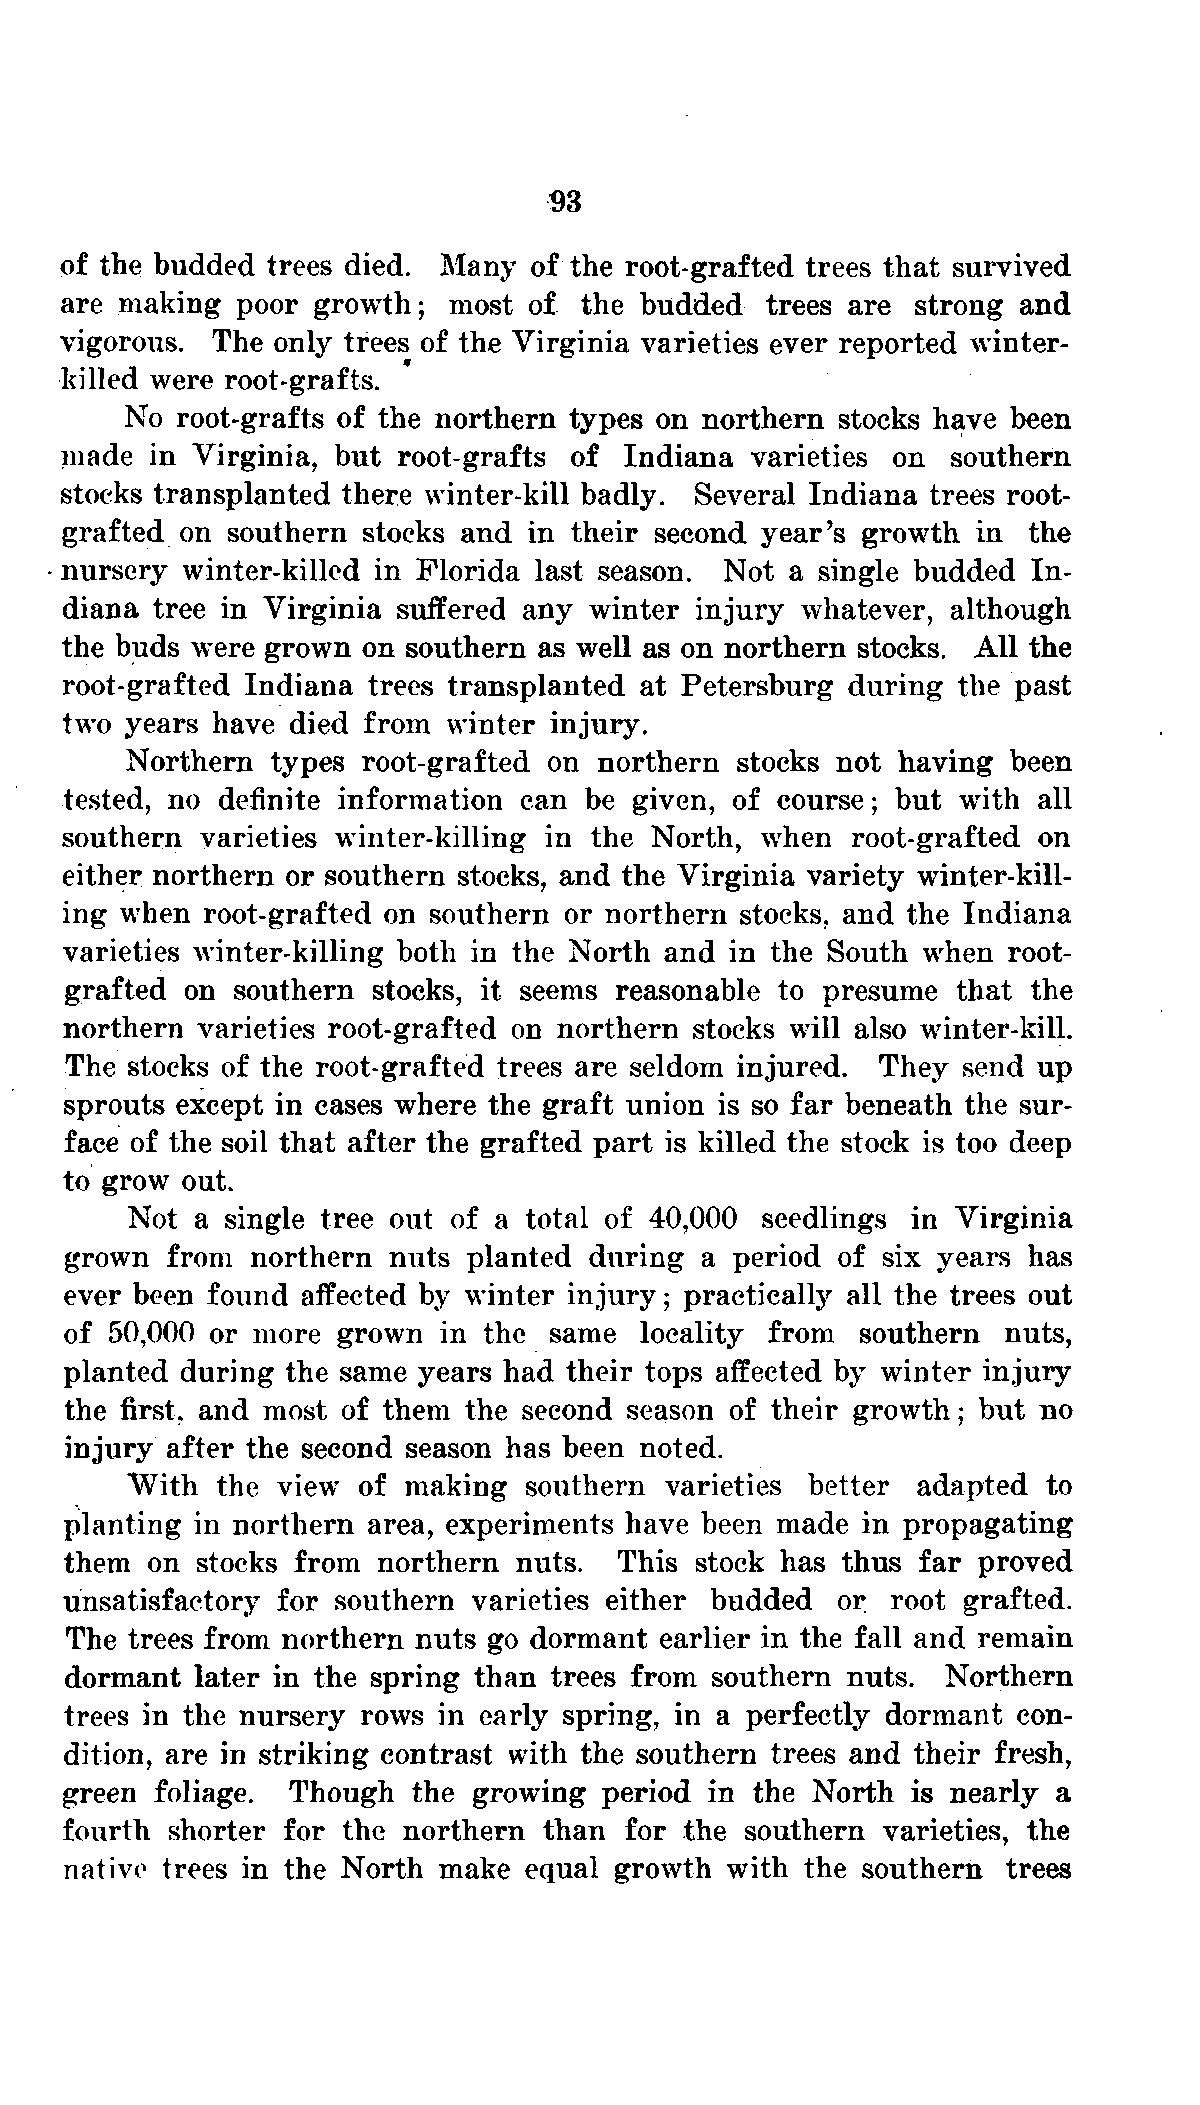 93
of the budded trees died. Many of the root-grafted trees that survived
are making poor growth; most of the budded trees are strong and
vigorous. The only trees of the Virginia varieties ever reported winter-
killed were root-grafts.
No root-grafts of the northern types on northern stocks have been
made in Virginia, but root-grafts of Indiana varieties on southern
stocks transplanted there winter-kill badly. Several Indiana trees root-
grafted on southern stocks and in their second year's growth in the
nursery winter-killed in Florida last season. Not a single budded In-
diana tree in Virginia suffered any winter injury whatever, although
the buds were grown on southern as well as on northern stocks. All the
root-grafted Indiana trees transplanted at Petersburg during the past
two years have died from winter injury.
Northern types root-grafted on northern stocks not having been
tested, no definite information can be given, of course; but with all
southern varieties winter-killing in the North, when root-grafted on
either northern or southern stocks, and the Virginia variety winter-kill-
ing when root-grafted on southern or northern stocks, and the Indiana
varieties winter-killing both in the North and in the South when root-
grafted on southern stocks, it seems reasonable to presume that the
northern varieties root-grafted on northern stocks will also winter-kill.
The stocks of the root-grafted trees are seldom injured. They send up
sprouts except in cases where the graft union is so far beneath the sur-
face of the soil that after the grafted part is killed the stock is too deep
to grow out.
Not a single tree out of a total of 40,000 seedlings in Virginia
grown from northern nuts planted during a period of six years has
ever been found affected by winter injury; practically all the trees out
of 50,000 or more grown in the same locality from southern nuts,
planted during the same years had their tops affected by winter injury
the first, and most of them the second season of their growth; but no
injury after the second season has been noted.
With the view of making southern varieties better adapted to
planting in northern area, experiments have been made in propagating
them on stocks from northern nuts. This stock has thus far proved
unsatisfactory for southern varieties either budded or root grafted.
The trees from northern nuts go dormant earlier in the fall and remain
dormant later in the spring than trees from southern nuts. Northern
trees in the nursery rows in early spring, in a perfectly dormant con-
dition, are in striking contrast with the southern trees and their fresh,
green foliage. Though the growing period in the North is nearly a
fourth shorter for the northern than for the southern varieties, the
native trees in the North make equal growth with the southern trees